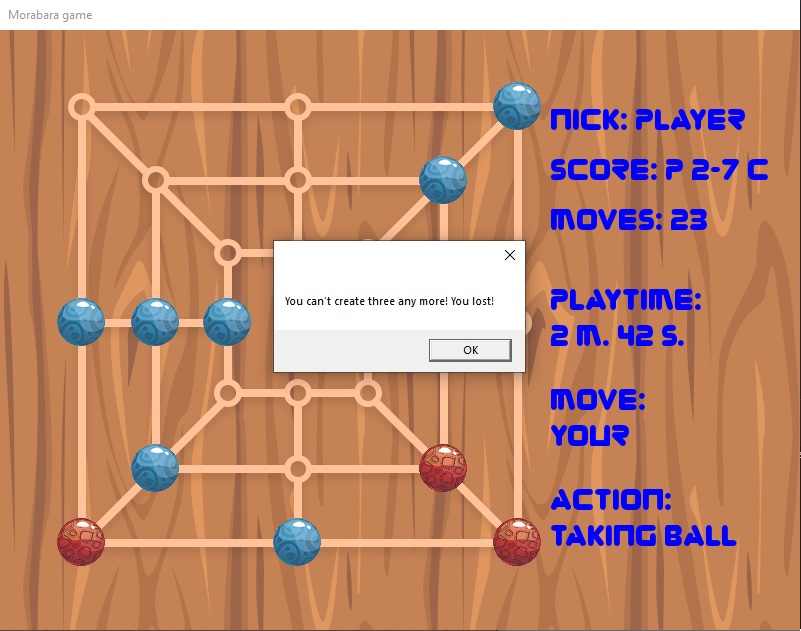 Morabara game
NICK: PLAYER
SCORE: P 2-7 C
MOVES: 23
You can't create three any more! You lost!
OK
PLAYTIME:
2 M. 42 S.
MOVE:
YOUR
ACTION:
TAKING BALL